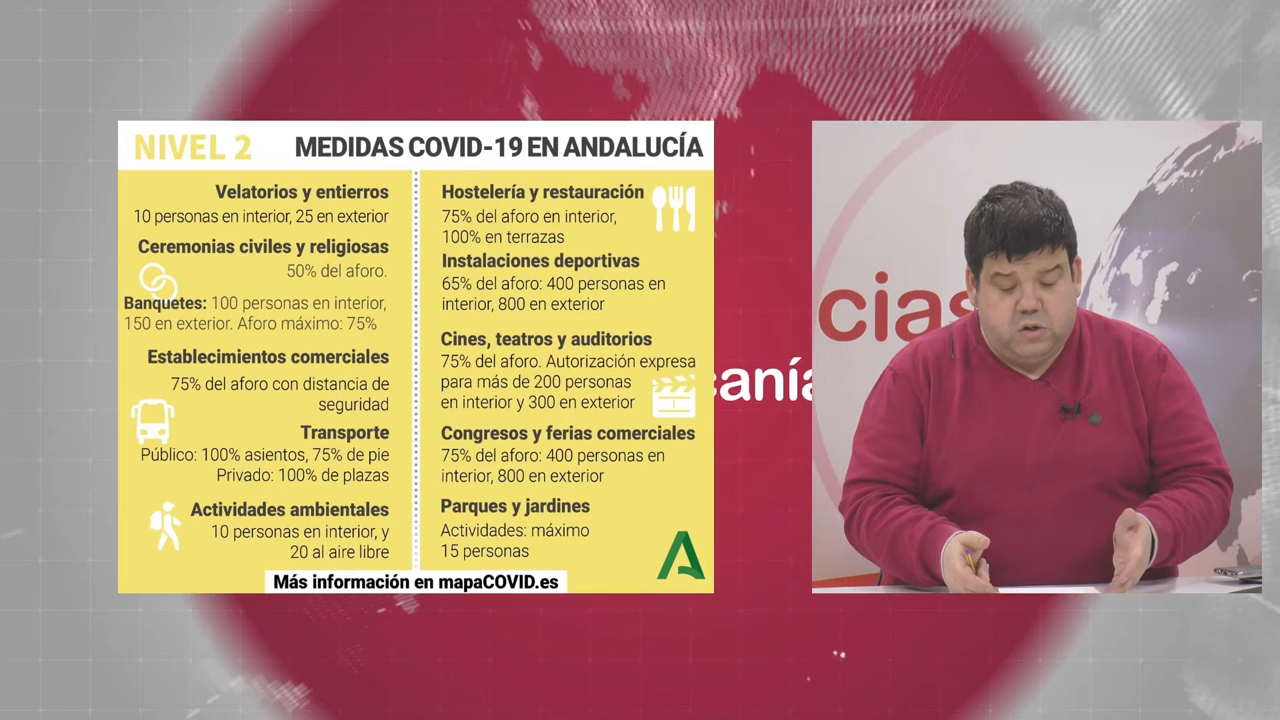 NIVEL 2
MEDIDAS COVID-19 EN ANDALUCÍA
Velatorios y entierros
10 personas en interior, 25 en exterior
Ceremonias civiles y religiosas
50% del aforo.
Banquetes: 100 personas en interior,
150 en exterior. Aforo máximo: 75%
Establecimientos comerciales
75% del aforo con distancia de
seguridad
Transporte
Público: 100% asientos, 75% de pie
Privado: 100% de plazas
Actividades ambientales
10 personas en interior, y
20 al aire libre
Hostelería y restauración
75% del aforo en interior,
100% en terrazas
Instalaciones deportivas
65% del aforo: 400 personas en
interior, 800 en exterior
Cines, teatros y auditorios
75% del aforo. Autorización expresa
para más de 200 personas
en interior y 300 en exterior
Congresos y ferias comerciales
75% del aforo: 400 personas en
interior, 800 en exterior
Parques y jardines
Actividades: máximo
15 personas
Más información en mapaCOVID.es
canía
cias